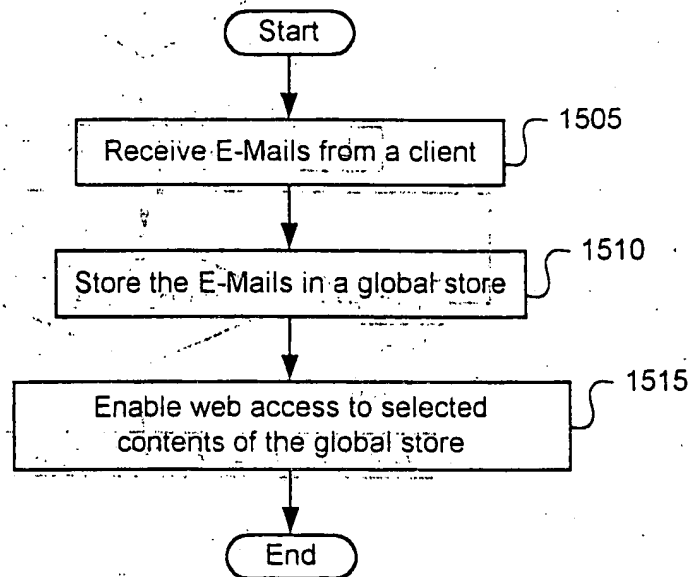 Start
Receive E-Mails from a client
1505
Store the E-Mails in a global store
1510
Enable web access to selected
contents of the global store
1515
End